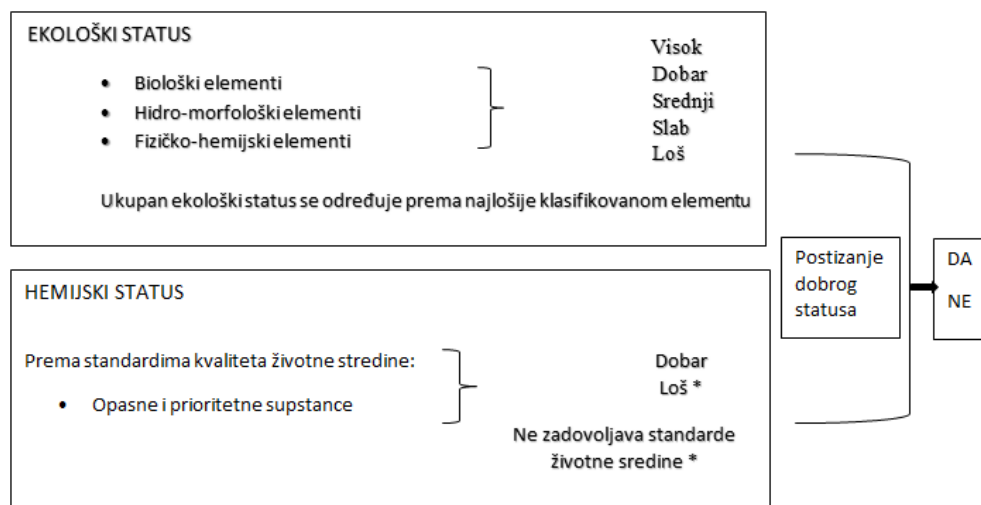 EKOLOŠKI STATUS
• Biološki elementi
• Hidro-morfološki elementi
• Fizičko-hemijski elementi
Visok
Dobar
Srednji
Slab
Loš
Ukupan ekološki status se određuje prema najlošije klasifikovanom elementu
HEMIJSKI STATUS
Prema standardima kvaliteta životne stredine:
• Opasne i prioritetne supstance
Dobar
Loš *
Ne zadovoljava standarde
životne sredine *
Postizanje
dobrog
statusa
DA
NE